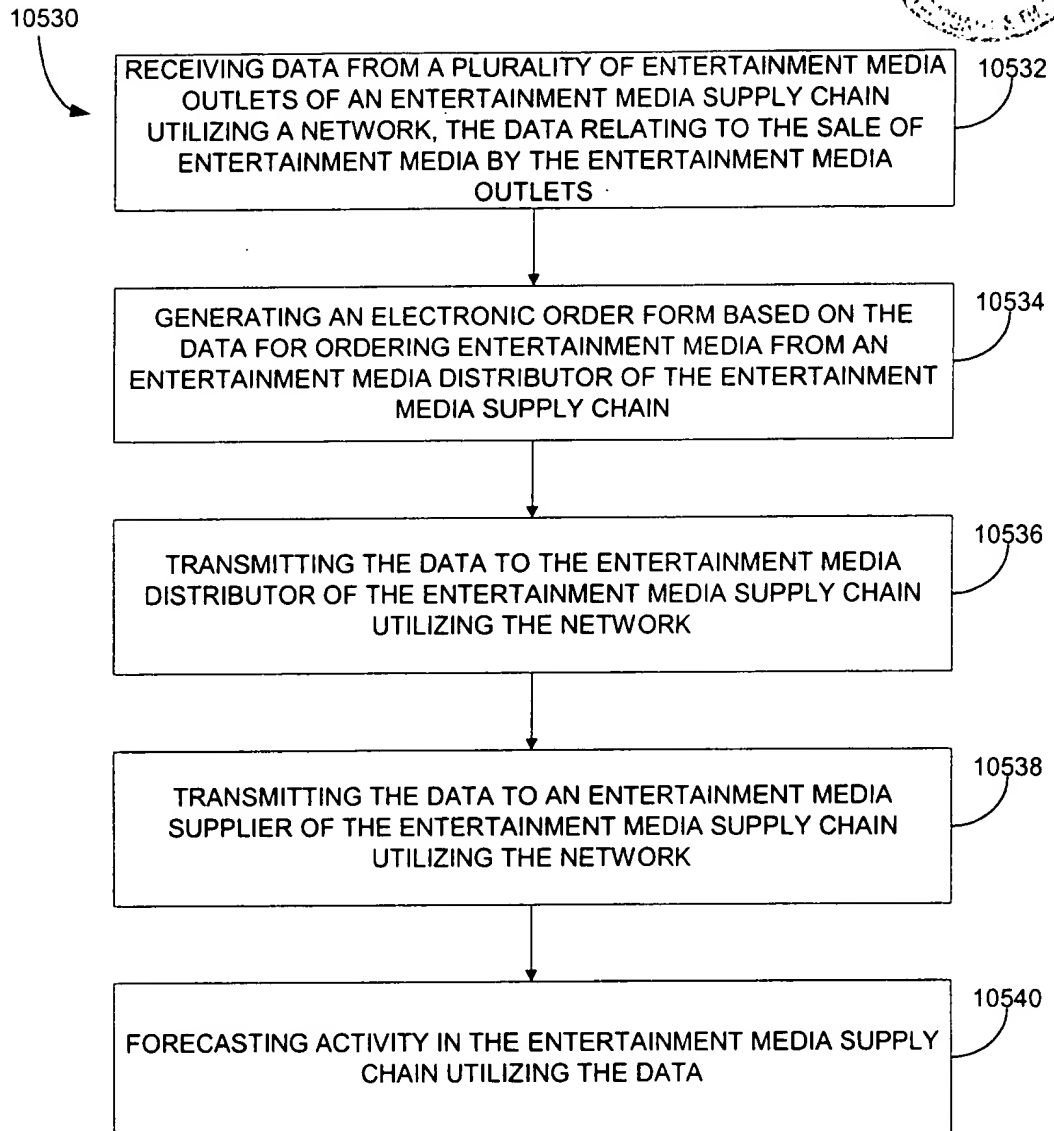 10530
RECEIVING DATA FROM A PLURALITY OF ENTERTAINMENT MEDIA
OUTLETS OF AN ENTERTAINMENT MEDIA SUPPLY CHAIN
UTILIZING A NETWORK, THE DATA RELATING TO THE SALE OF
ENTERTAINMENT MEDIA BY THE ENTERTAINMENT MEDIA
OUTLETS
10532
GENERATING AN ELECTRONIC ORDER FORM BASED ON THE
DATA FOR ORDERING ENTERTAINMENT MEDIA FROM AN
ENTERTAINMENT MEDIA DISTRIBUTOR OF THE ENTERTAINMENT
MEDIA SUPPLY CHAIN
10534
TRANSMITTING THE DATA TO THE ENTERTAINMENT MEDIA
DISTRIBUTOR OF THE ENTERTAINMENT MEDIA SUPPLY CHAIN
UTILIZING THE NETWORK
10536
TRANSMITTING THE DATA TO AN ENTERTAINMENT MEDIA
SUPPLIER OF THE ENTERTAINMENT MEDIA SUPPLY CHAIN
UTILIZING THE NETWORK
10538
FORECASTING ACTIVITY IN THE ENTERTAINMENT MEDIA SUPPLY
CHAIN UTILIZING THE DATA
10540